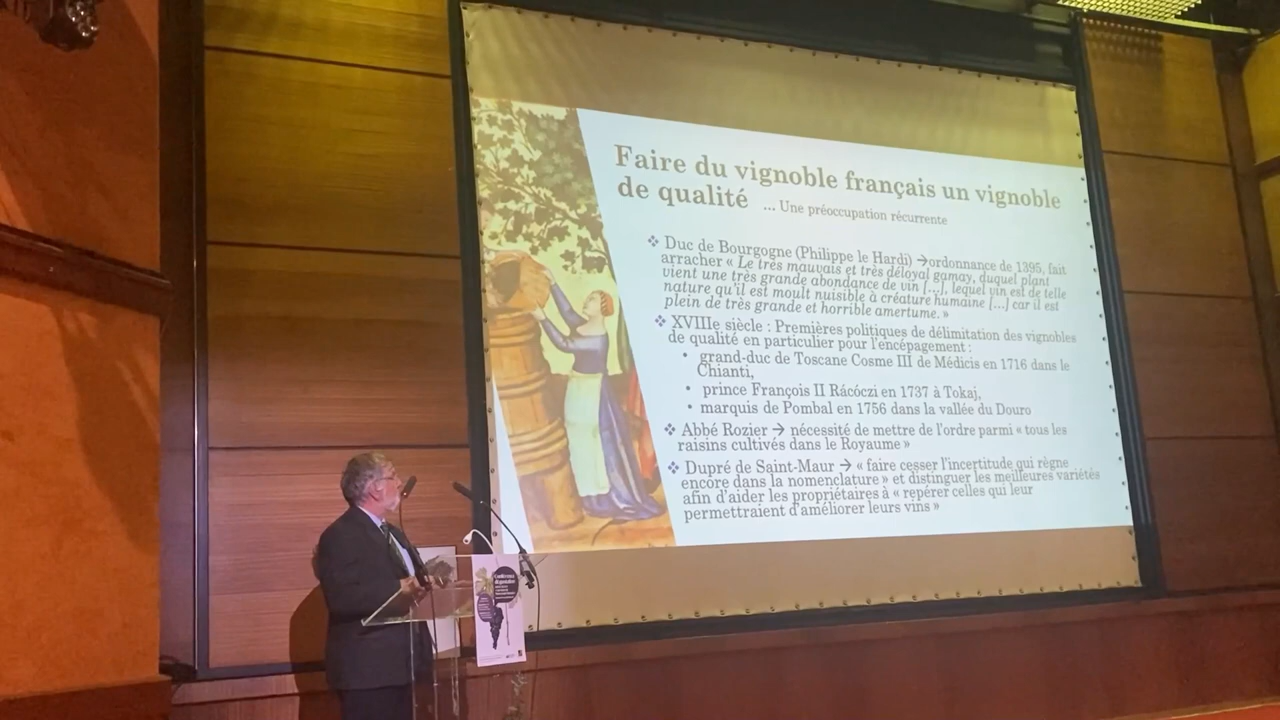 Faire du vignoble français un vignoble
de qualité ... Une préoccupation récurrente
❖ Duc de Bourgogne (Philippe le Hardi) →ordonnance de 1395, fait
arracher « Le très mauvais et très déloyal gamay, duquel plant
vient une très grande abondance de vin [...], lequel vin est de telle
nature qu'il est moult nuisible à créature humaine [...] car il est
plein de très grande et horrible amertume. »
❖ XVIIIe siècle : Premières politiques de délimitation des vignobles
de qualité en particulier pour l'encépagement :
• grand-duc de Toscane Cosme III de Médicis en 1716 dans le
Chianti,
• prince François II Rácóczi en 1737 à Tokaj,
• marquis de Pombal en 1756 dans la vallée du Douro
❖ Abbé Rozier → nécessité de mettre de l'ordre parmi « tous les
raisins cultivés dans le Royaume »
❖ Dupré de Saint-Maur → « faire cesser l'incertitude qui règne
encore dans la nomenclature » et distinguer les meilleures variétés
afin d'aider les propriétaires à « repérer celles qui leur
permettraient d'améliorer leurs vins »
Conférence
dégustation